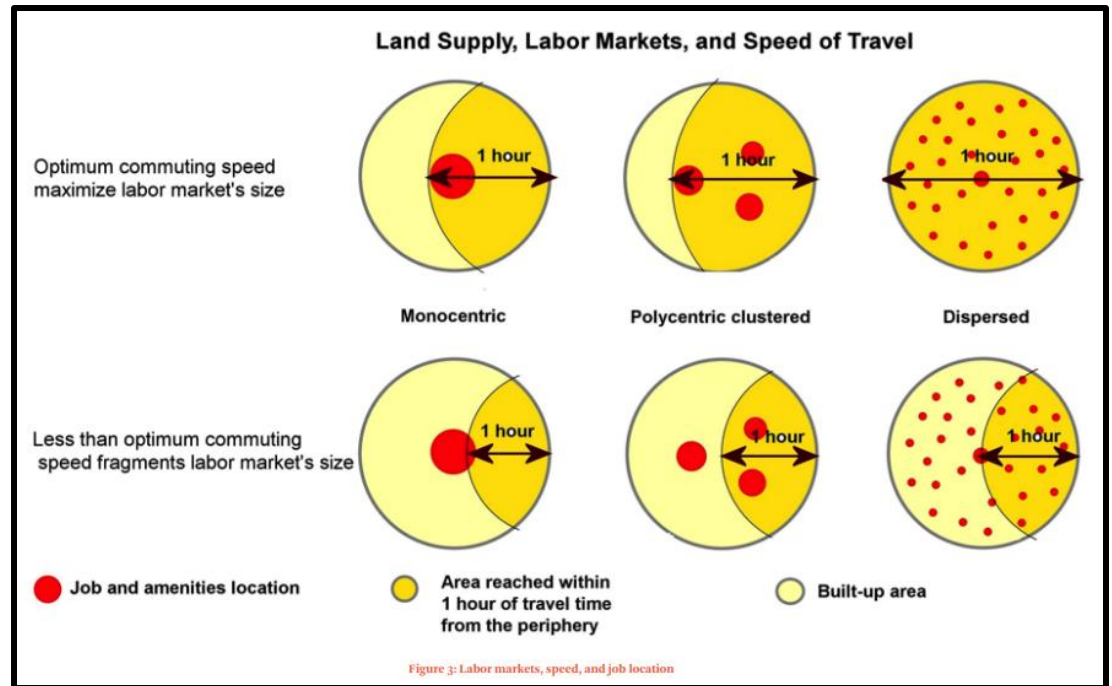 Land Supply, Labor Markets, and Speed of Travel
Optimum commuting speed
maximize labor market's size
1 hour
1 hour
1 hour
Monocentric
Polycentric clustered
Dispersed
Less than optimum commuting
speed fragments labor market's size
1 hour
1 hour
1 hour
Job and amenities location
Area reached within
1 hour of travel time
from the periphery
Built-up area
Figure 3: Labor markets, speed, and job location